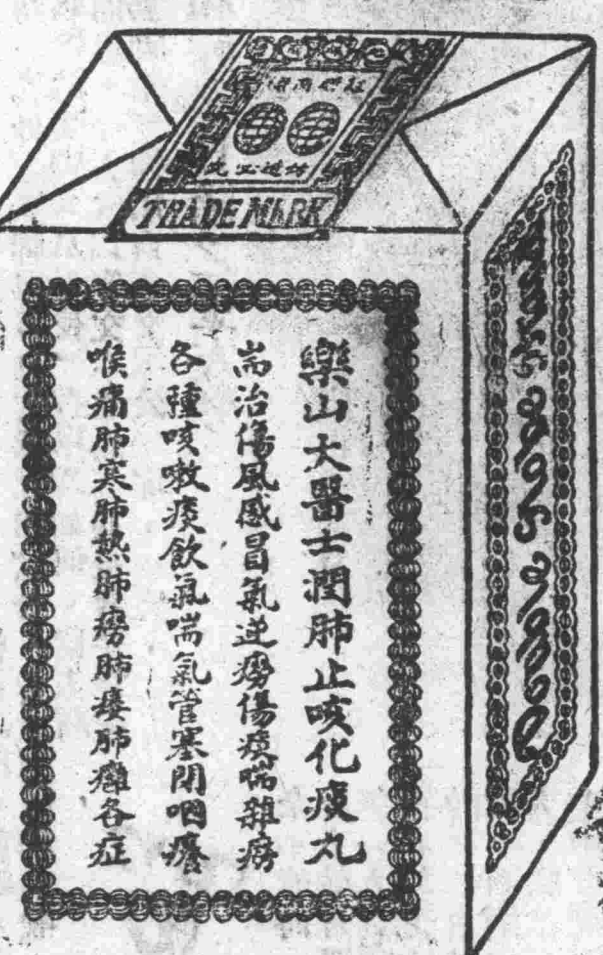 TRADE MARK
樂山大醫士潤肺止咳化痰丸
耑治傷風感冒氣逆癆傷痰喘雜癆
各種咳嗽痰飲氣喘氣管塞閉咽癢
喉痛肺寒肺熱肺癆肺痿肺癰各症